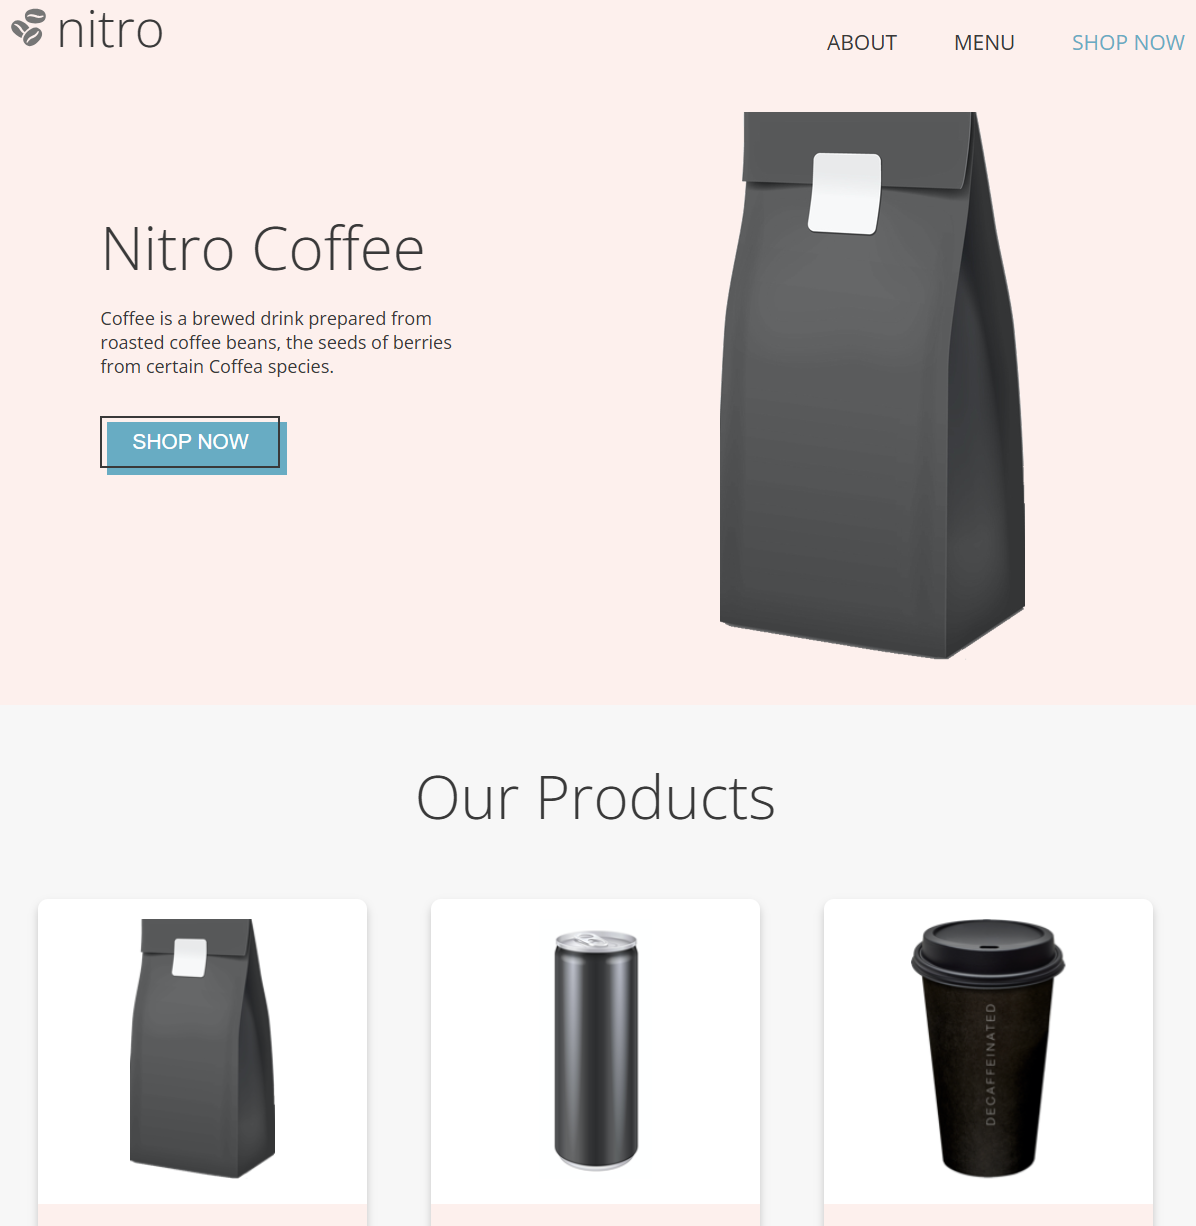 nitro
ABOUT
MENU
SHOP NOW
Nitro Coffee
Coffee is a brewed drink prepared from
roasted coffee beans, the seeds of berries
from certain Coffea species.
SHOP NOW
Our Products
DECAFFEINATED